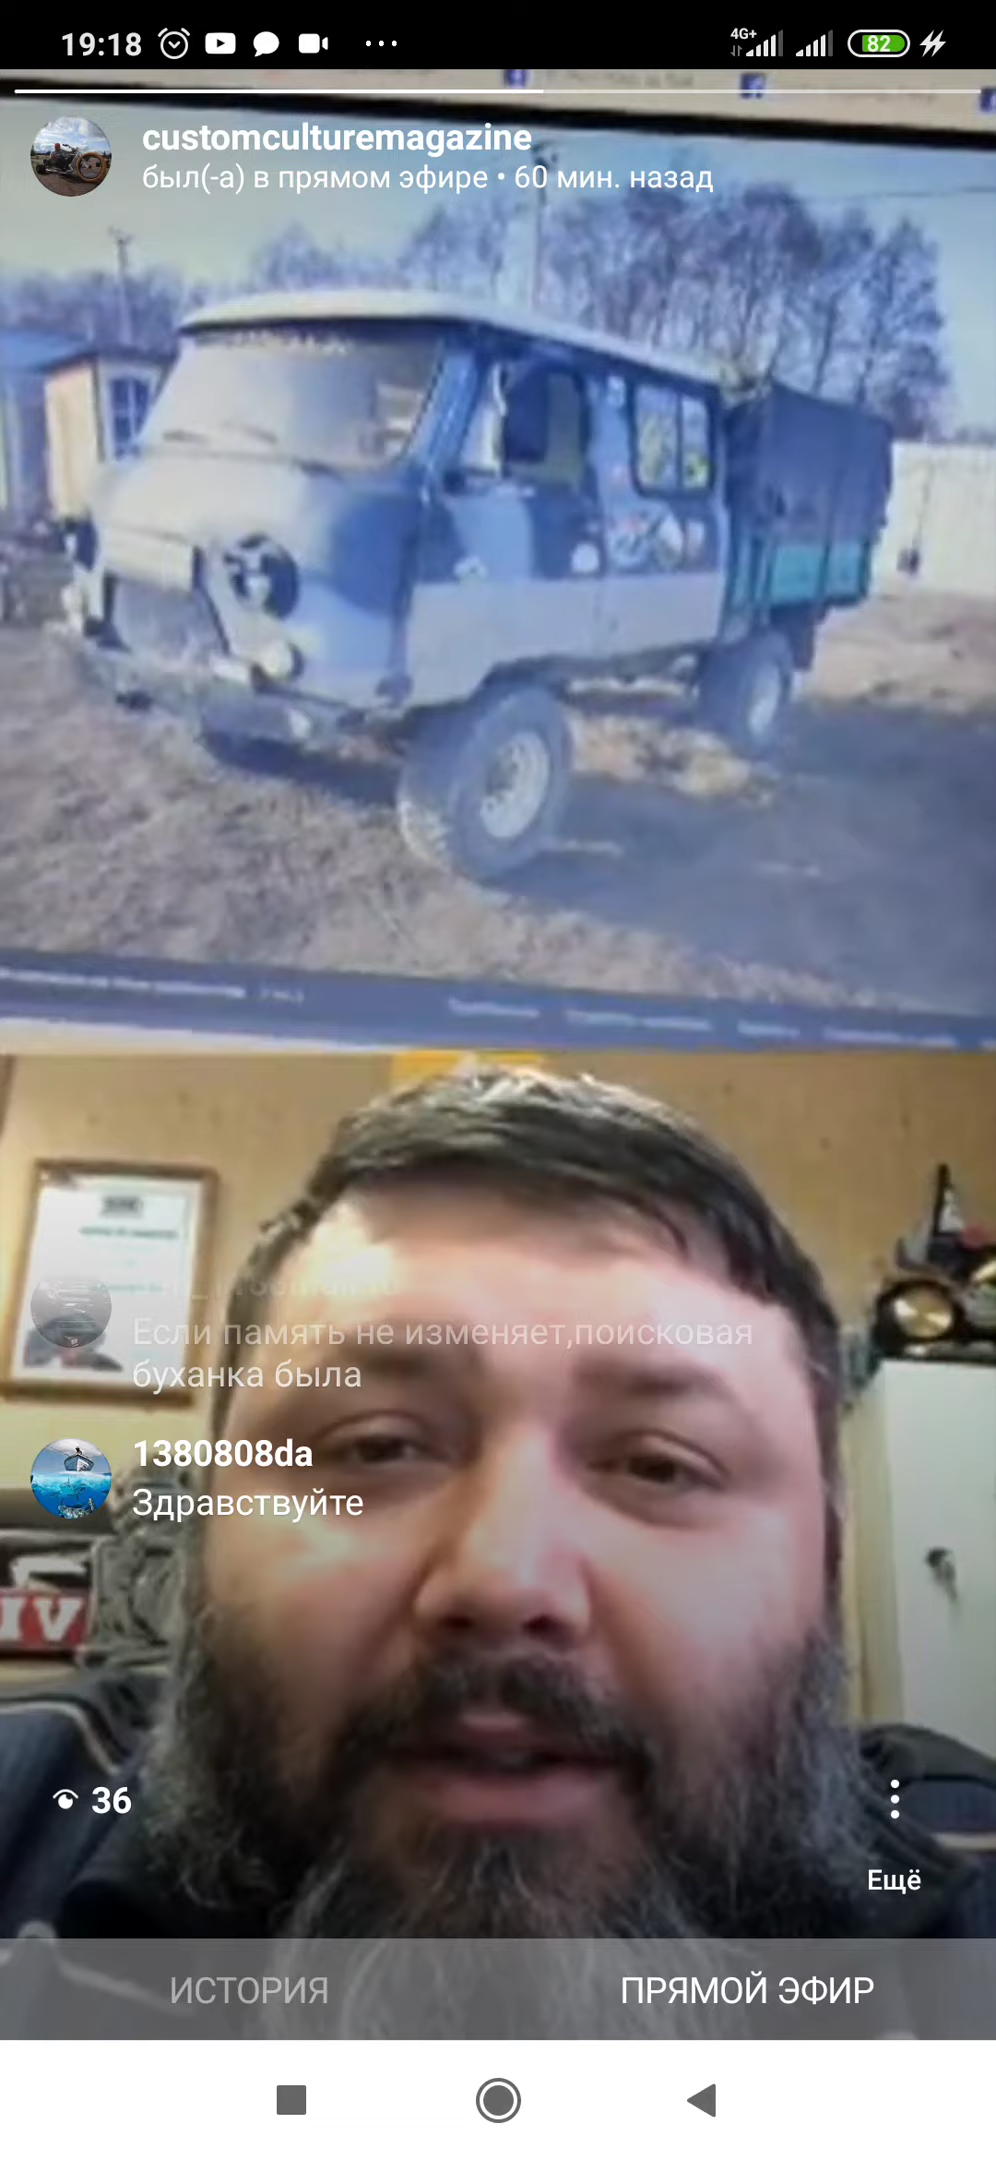 19:18
4G+
82
customculturemagazine
был(-а) в прямом эфире • 60 мин. назад
Если память не изменяет,поисковая
буханка была
1380808da
Здравствуйте
IV
36
Ещё
ИСТОРИЯ
ПРЯМОЙ ЭФИР